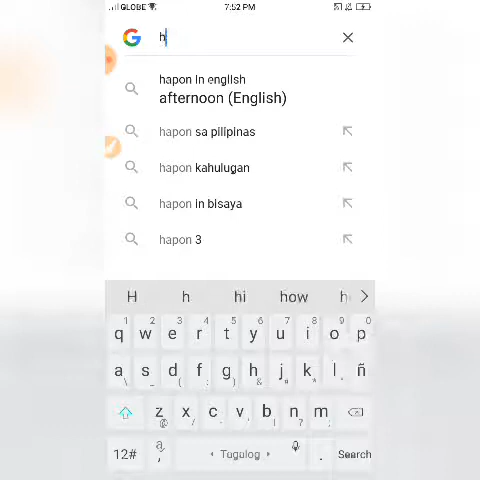 GLOBE 7:52 PM
h
hapon in english
afternoon (English)
hapon sa pilipinas
hapon kahulugan
hapon in bisaya
hapon 3
H h hi how h
1 2 3 4 5 6 7 8 9 0
q w e r t y u i o p
a s d f g h j k l ñ
\ _ ( : ) & # * .
z x c v b n m
@ / , . ! ? ;
12# a , Tagalog . Search